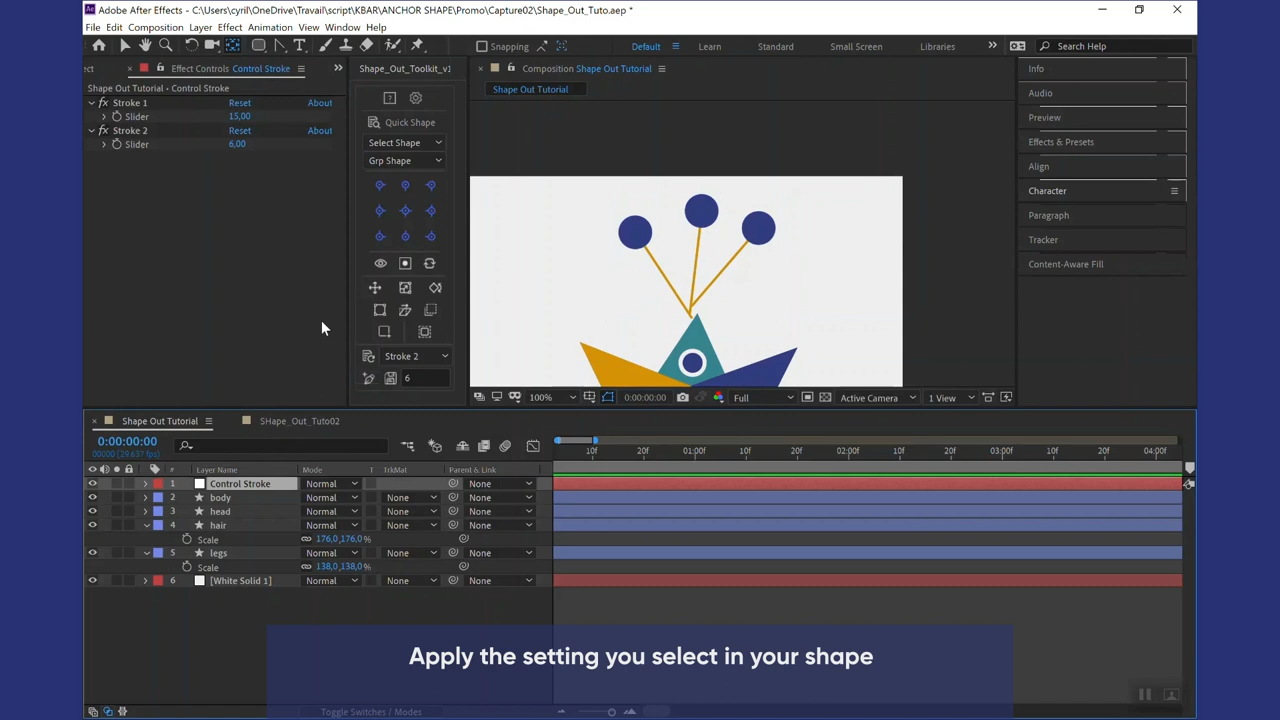 Adobe After Effects - C:\Users\cyril\OneDrive\Travail\script\KBAR\ANCHOR SHAPE\Promo\Capture02\Shape_Out_Tuto.aep *
File Edit Composition Layer Effect Animation View Window Help
Snapping Default Learn Standard Small Screen Libraries Search Help
ect Effect Controls Control Stroke
Shape Out Tutorial · Control Stroke
fx Stroke 1 Reset About
Slider 15,00
fx Stroke 2 Reset About
Slider 6,00
Shape_Out_Toolkit_v1
Quick Shape
Select Shape
Grp Shape
Stroke 2
6
Composition Shape Out Tutorial
Shape Out Tutorial
100% 0:00:00:00 Full Active Camera 1 View
Info
Audio
Preview
Effects & Presets
Align
Character
Paragraph
Tracker
Content-Aware Fill
Shape Out Tutorial SHape_Out_Tuto02
0:00:00:00
00000 (29.637 fps)
10f 20f 01:00f 10f 20f 02:00f 10f 20f 03:00f 10f 20f 04:00f
# Layer Name Mode T TrkMat Parent & Link
1 Control Stroke Normal None
2 body Normal None None
3 head Normal None None
4 hair Normal None None
Scale 176,0,176,0%
5 legs Normal None None
Scale 138,0,138,0%
6 [White Solid 1] Normal None None
Apply the setting you select in your shape
Toggle Switches / Modes